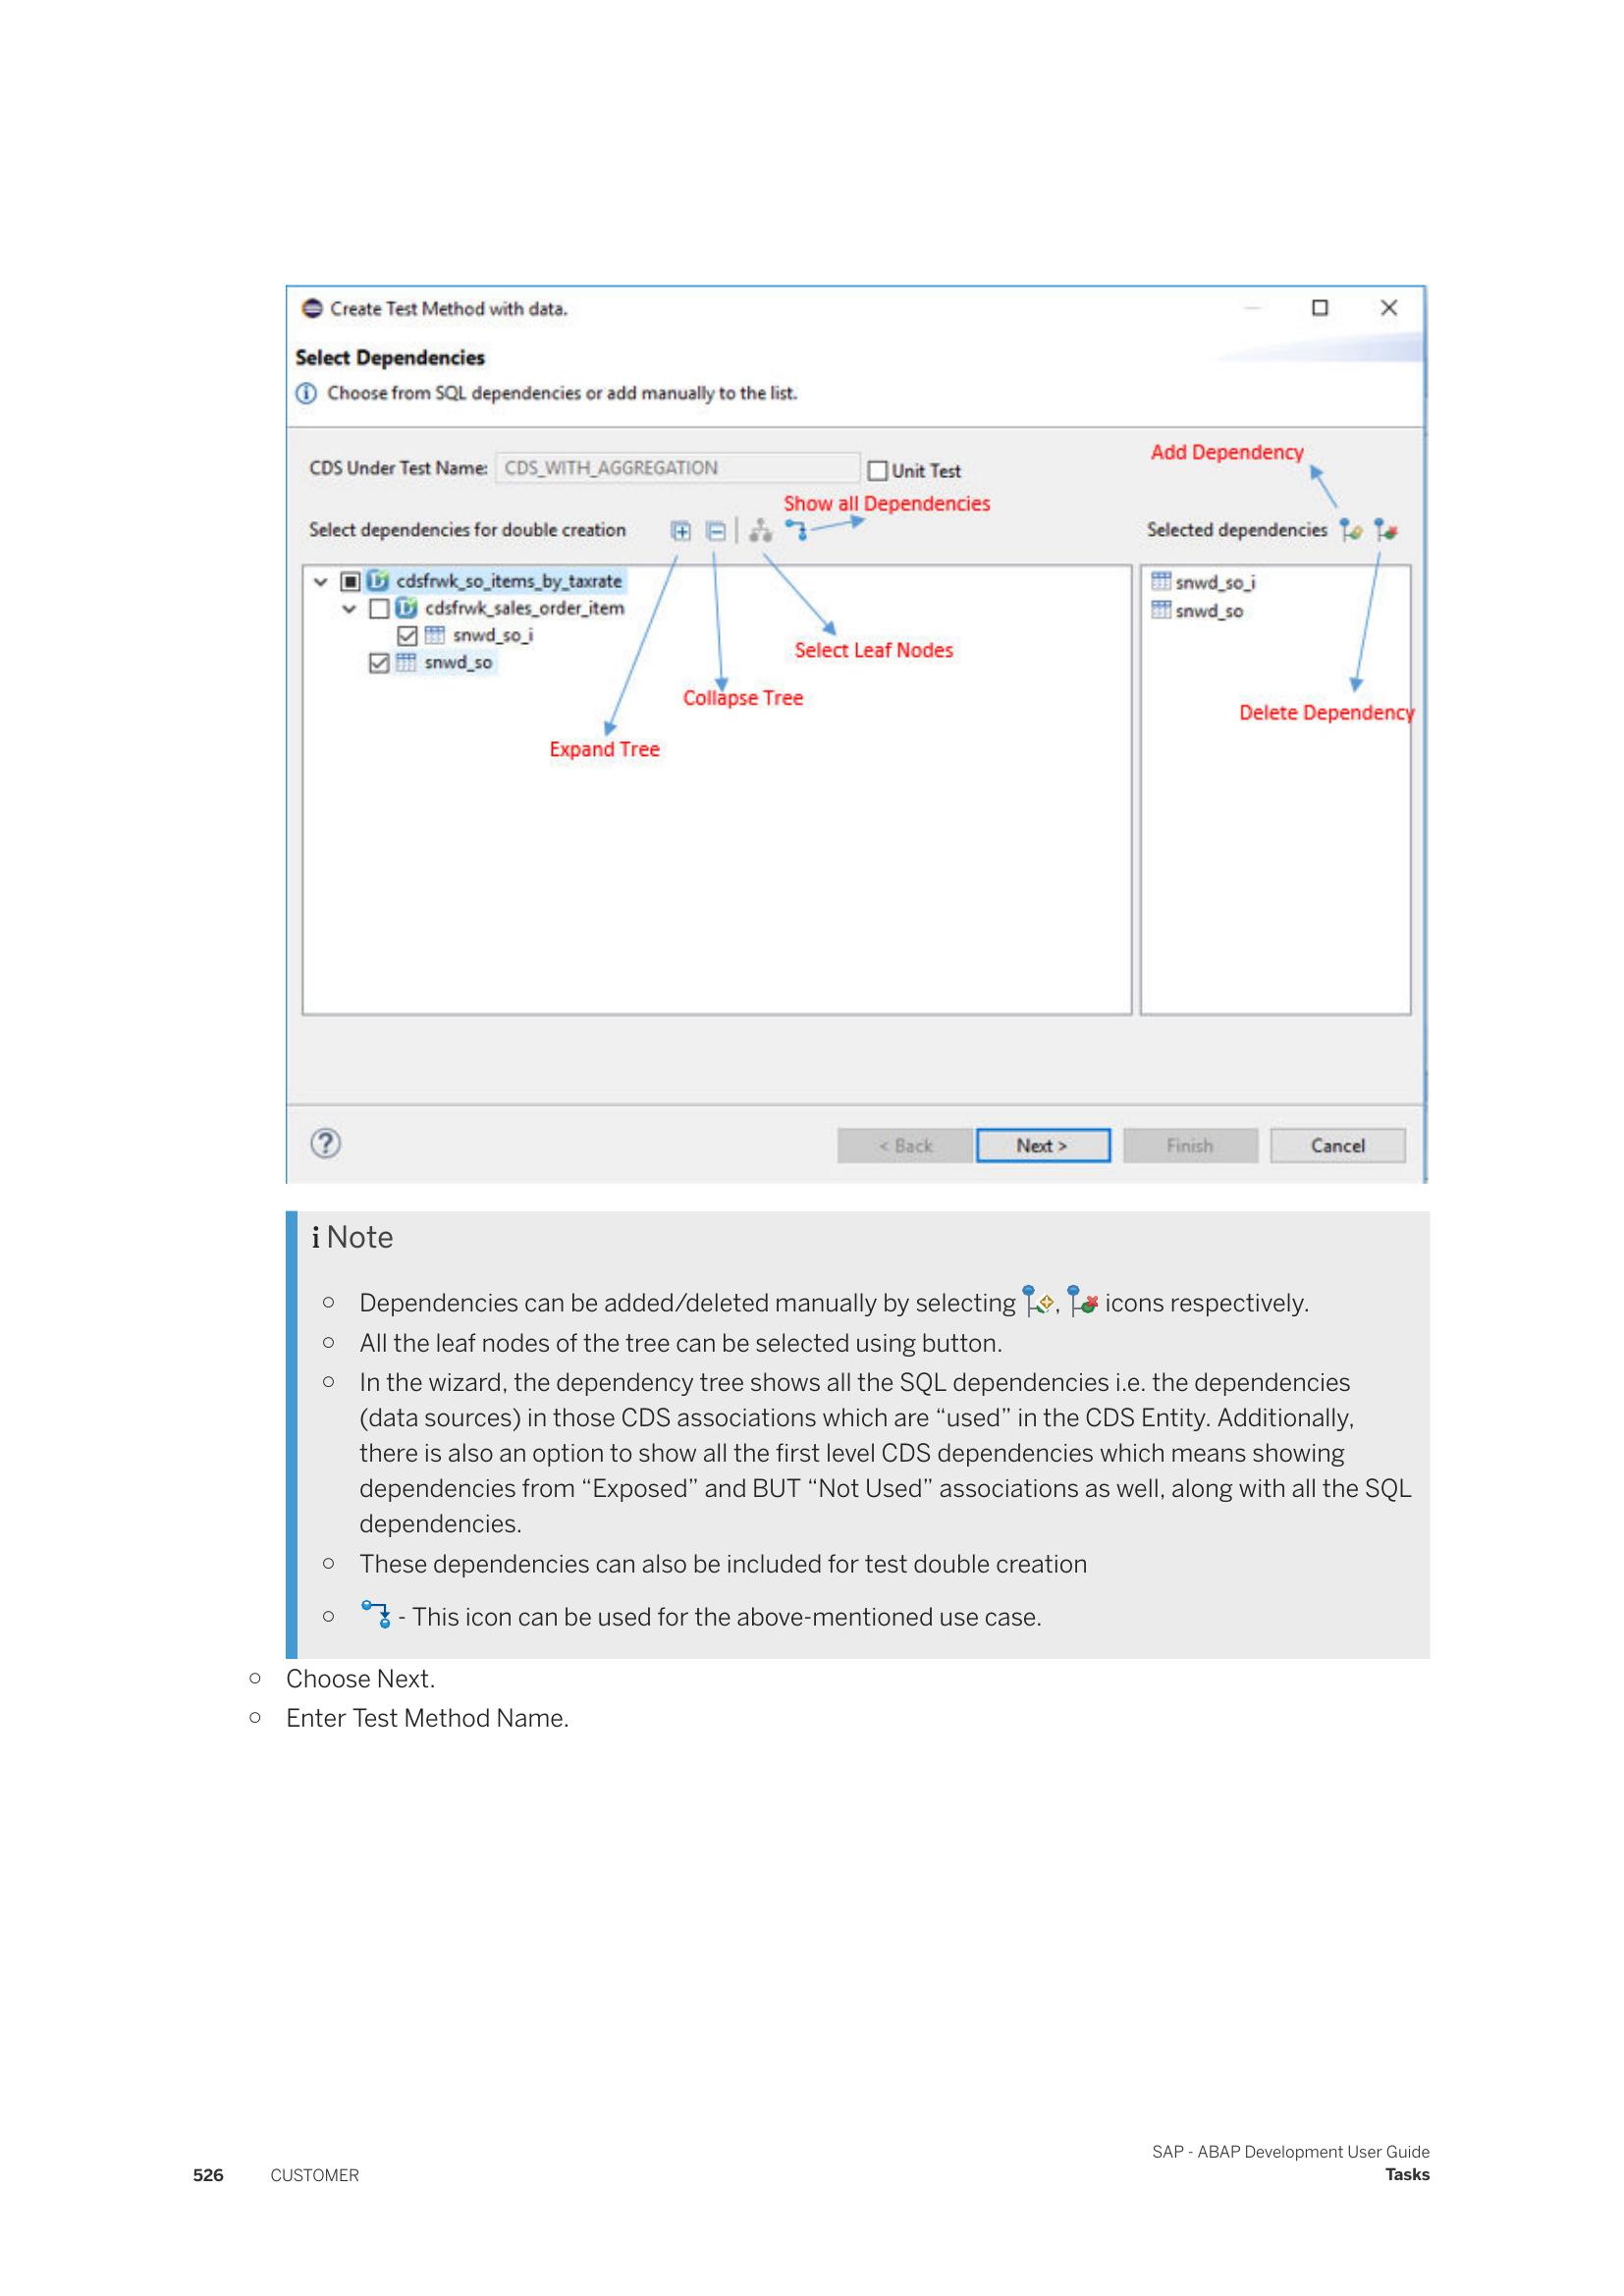 Create Test Method with data.
Select Dependencies
Choose from SQL dependencies or add manually to the list.
Add Dependency
CDS Under Test Name: CDS_WITH_AGGREGATION Unit Test
Show all Dependencies
Select dependencies for double creation
Selected dependencies
cdsfrwk_so_items_by_taxrate
cdsfrwk_sales_order_item
snwd_so_i
snwd_so
snwd_so_i
snwd_so
Select Leaf Nodes
Collapse Tree
Delete Dependency
Expand Tree
< Back Next > Finish Cancel
i Note
○ Dependencies can be added/deleted manually by selecting , icons respectively.
○ All the leaf nodes of the tree can be selected using button.
○ In the wizard, the dependency tree shows all the SQL dependencies i.e. the dependencies
(data sources) in those CDS associations which are “used” in the CDS Entity. Additionally,
there is also an option to show all the first level CDS dependencies which means showing
dependencies from “Exposed” and BUT “Not Used” associations as well, along with all the SQL
dependencies.
○ These dependencies can also be included for test double creation
○ - This icon can be used for the above-mentioned use case.
○ Choose Next.
○ Enter Test Method Name.
SAP - ABAP Development User Guide
526 CUSTOMER Tasks